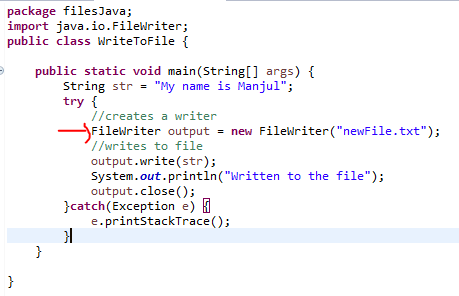 package filesJava;
import java.io.FileWriter;
public class WriteToFile {
public static void main(String[] args) {
String str = "My name is Manjul";
try {
//creates a writer
FileWriter output = new FileWriter("newFile.txt");
//writes to file
output.write(str);
System.out.println("Written to the file");
output.close();
}catch(Exception e) {
e.printStackTrace();
}
}
}